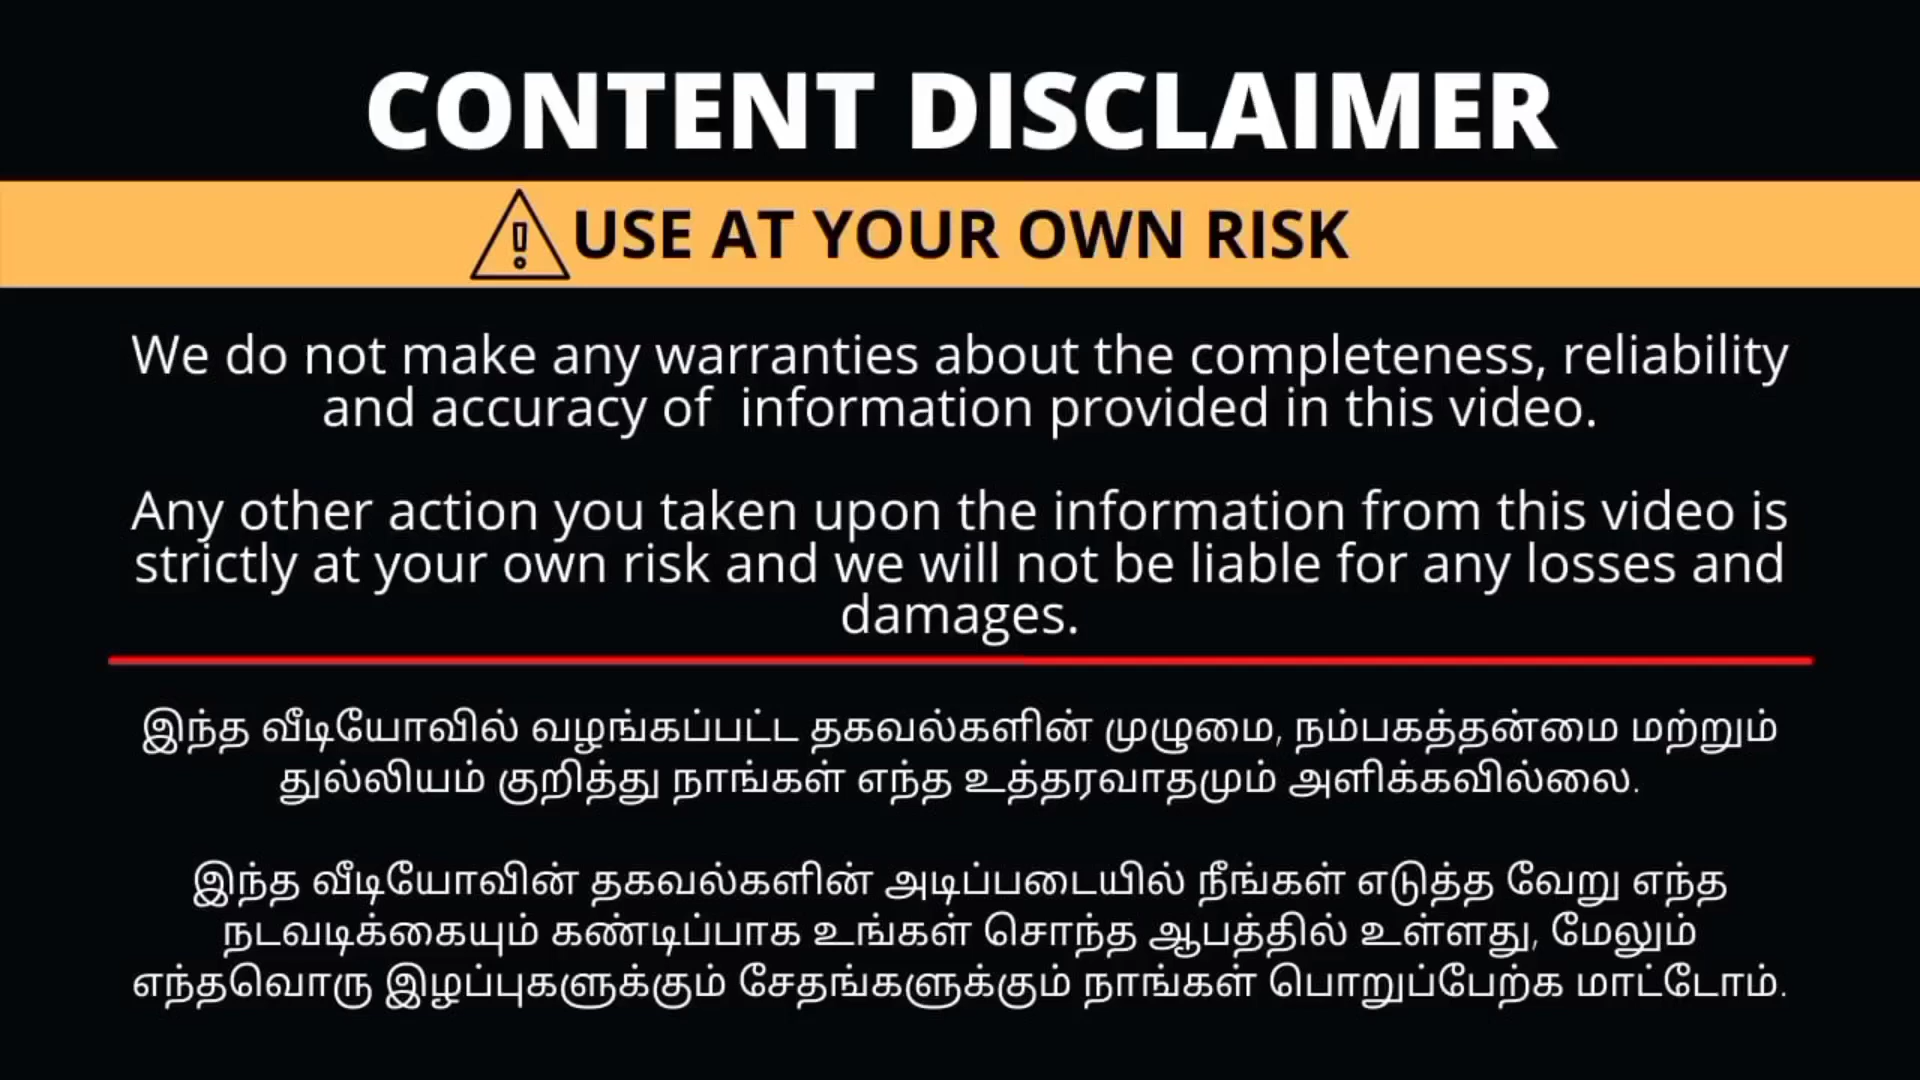 CONTENT DISCLAIMER
USE AT YOUR OWN RISK
We do not make any warranties about the completeness, reliability
and accuracy of information provided in this video.
Any other action you taken upon the information from this video is
strictly at your own risk and we will not be liable for any losses and
damages.
இந்த வீடியோவில் வழங்கப்பட்ட தகவல்களின் முழுமை, நம்பகத்தன்மை மற்றும்
துல்லியம் குறித்து நாங்கள் எந்த உத்தரவாதமும் அளிக்கவில்லை.
இந்த வீடியோவின் தகவல்களின் அடிப்படையில் நீங்கள் எடுத்த வேறு எந்த
நடவடிக்கையும் கண்டிப்பாக உங்கள் சொந்த ஆபத்தில் உள்ளது, மேலும்
எந்தவொரு இழப்புகளுக்கும் சேதங்களுக்கும் நாங்கள் பொறுப்பேற்க மாட்டோம்.